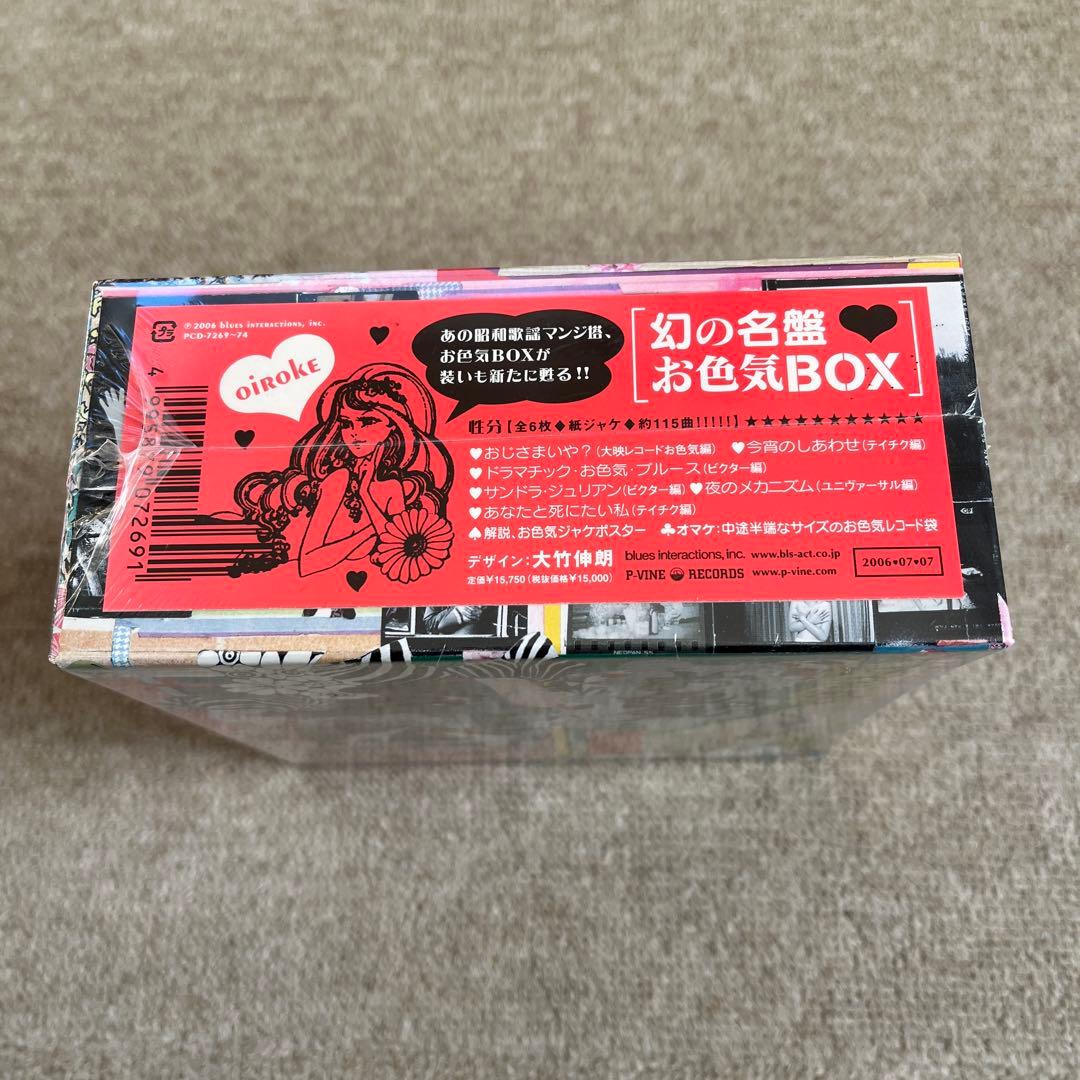 プラ
℗ 2006 blues interactions, inc.
PCD-7269~74
oiroke
あの昭和歌謡マンジ塔、
お色気BOXが
装いも新たに甦る!!
幻の名盤
お色気BOX
性分【全6枚◆紙ジャケ◆約115曲!!!!!】★★★★★★★★★★★
♥おじさまいや?(大映レコードお色気編) ♥今宵のしあわせ(テイチク編)
♥ドラマチック・お色気・ブルース(ビクター編)
♥サンドラ・ジュリアン(ビクター編)♥夜のメカニズム(ユニヴァーサル編)
♥あなたと死にたい私(テイチク編)
♠解説、お色気ジャケポスター ♣オマケ:中途半端なサイズのお色気レコード袋
デザイン:大竹伸朗
定価¥15,750(税抜価格¥15,000)
blues interactions, inc. www.bls-act.co.jp
P-VINE RECORDS www.p-vine.com
2006♥07♥07
NEOPAN SS